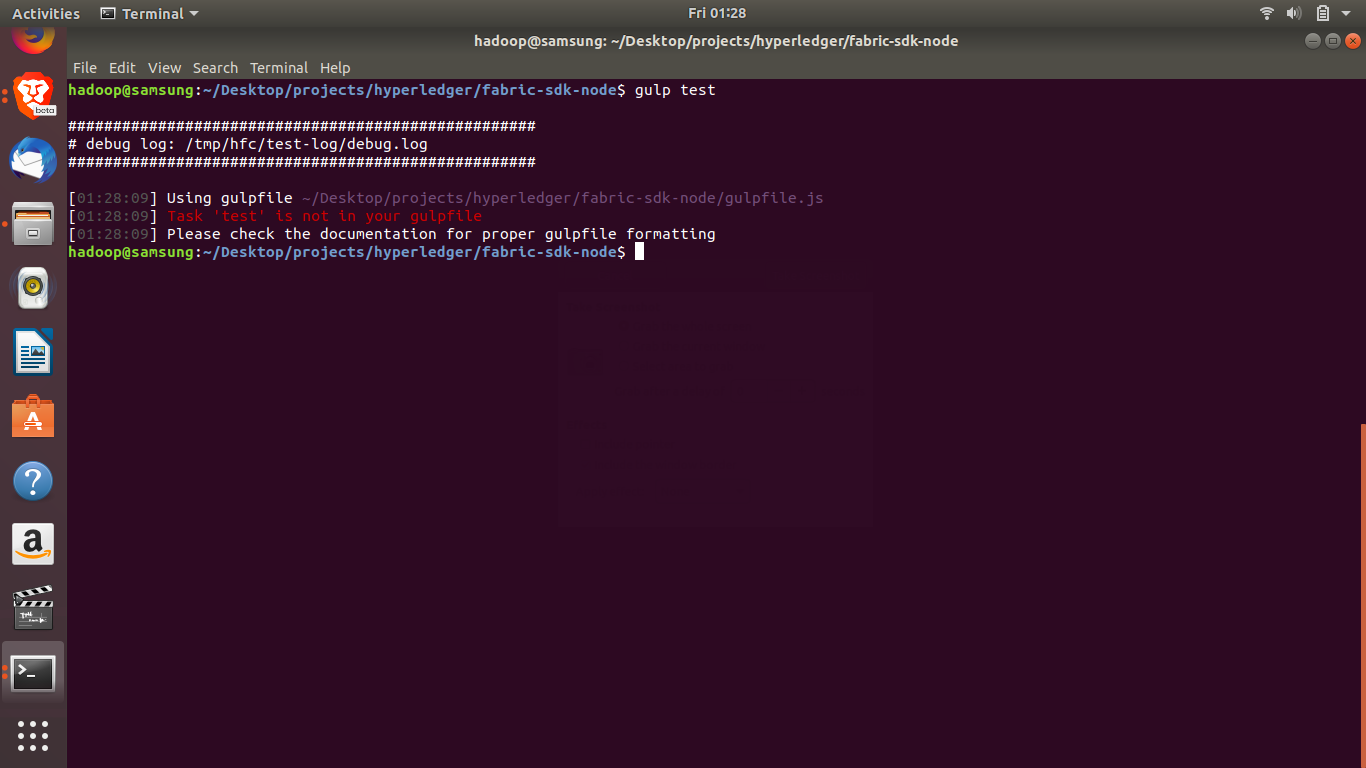 Activities Terminal Fri 01:28
hadoop@samsung: ~/Desktop/projects/hyperledger/fabric-sdk-node
File Edit View Search Terminal Help
hadoop@samsung:~/Desktop/projects/hyperledger/fabric-sdk-node$ gulp test
####################################################
# debug log: /tmp/hfc/test-log/debug.log
####################################################
[01:28:09] Using gulpfile ~/Desktop/projects/hyperledger/fabric-sdk-node/gulpfile.js
[01:28:09] Task 'test' is not in your gulpfile
[01:28:09] Please check the documentation for proper gulpfile formatting
hadoop@samsung:~/Desktop/projects/hyperledger/fabric-sdk-node$
beta